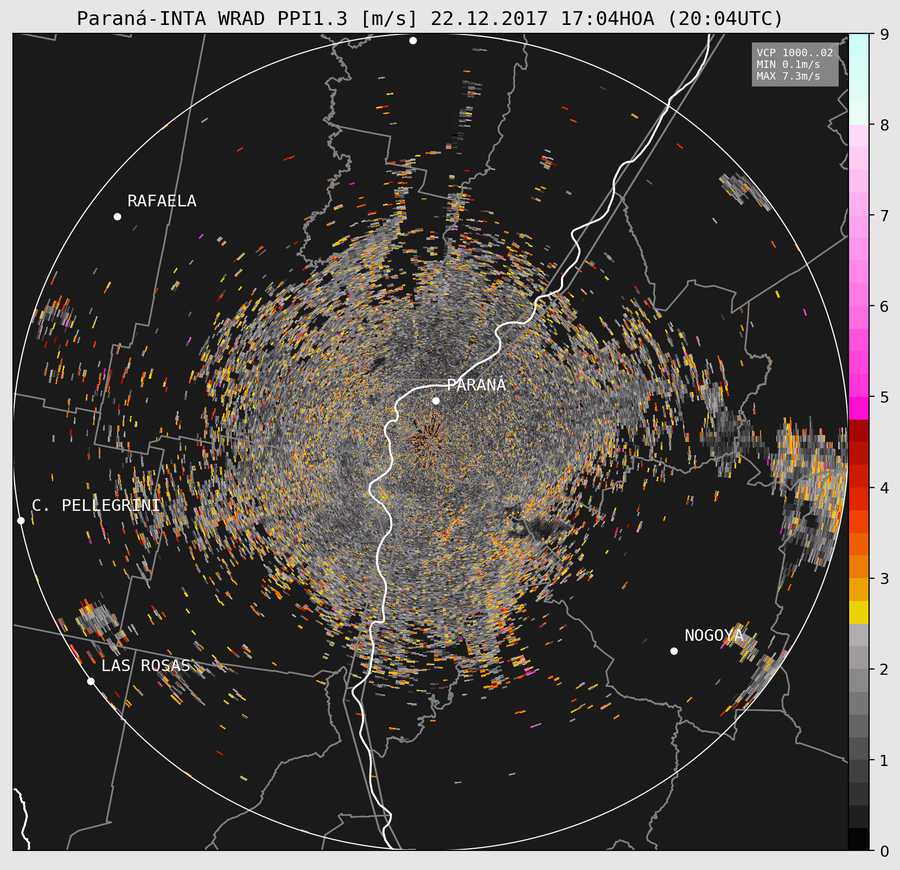 Paraná-INTA WRAD PPI1.3 [m/s] 22.12.2017 17:04HOA (20:04UTC)
VCP 1000..02
MIN 0.1m/s
MAX 7.3m/s
9
8
7
6
5
4
3
2
1
0
RAFAELA
PARANÁ
C. PELLEGRINI
NOGOYÁ
LAS ROSAS